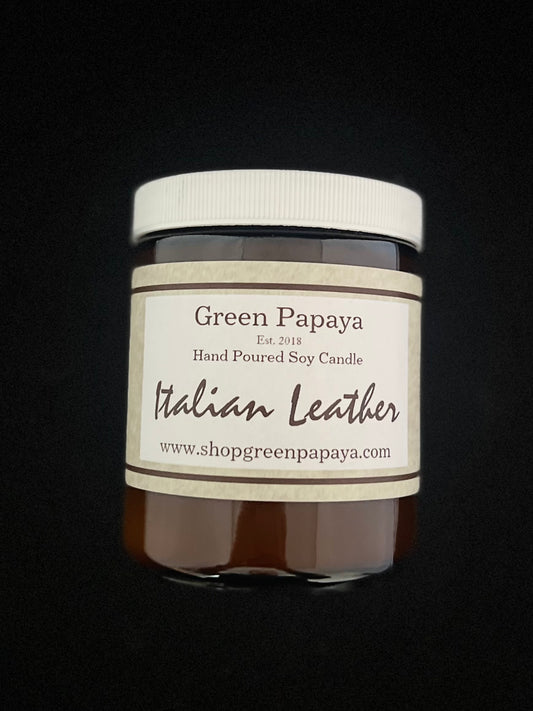 Green Papaya
Est. 2018
Hand Poured Soy Candle
Italian Leather
www.shopgreenpapaya.com